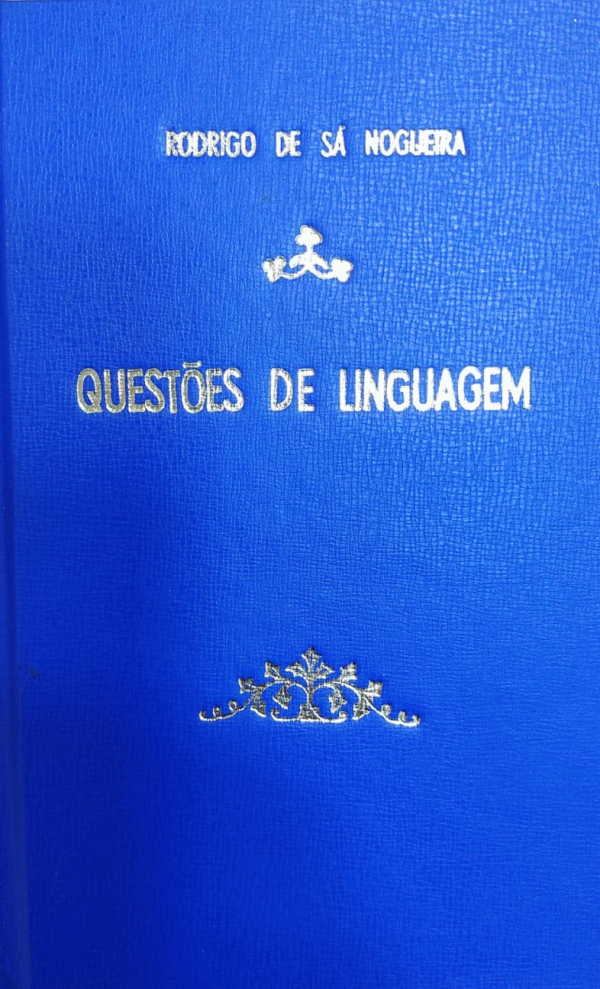 RODRIGO DE SÁ NOGUEIRA
QUESTÕES DE LINGUAGEM